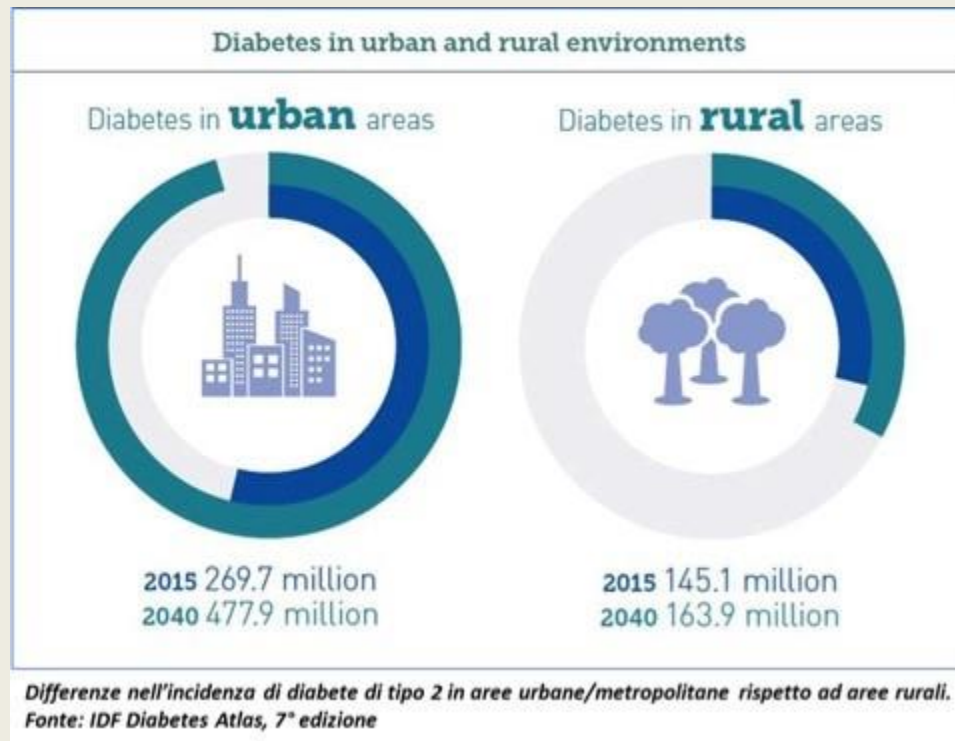 Diabetes in urban and rural environments
Diabetes in urban areas
Diabetes in rural areas
2015 269.7 million
2040 477.9 million
2015 145.1 million
2040 163.9 million
Differenze nell'incidenza di diabete di tipo 2 in aree urbane/metropolitane rispetto ad aree rurali.
Fonte: IDF Diabetes Atlas, 7° edizione